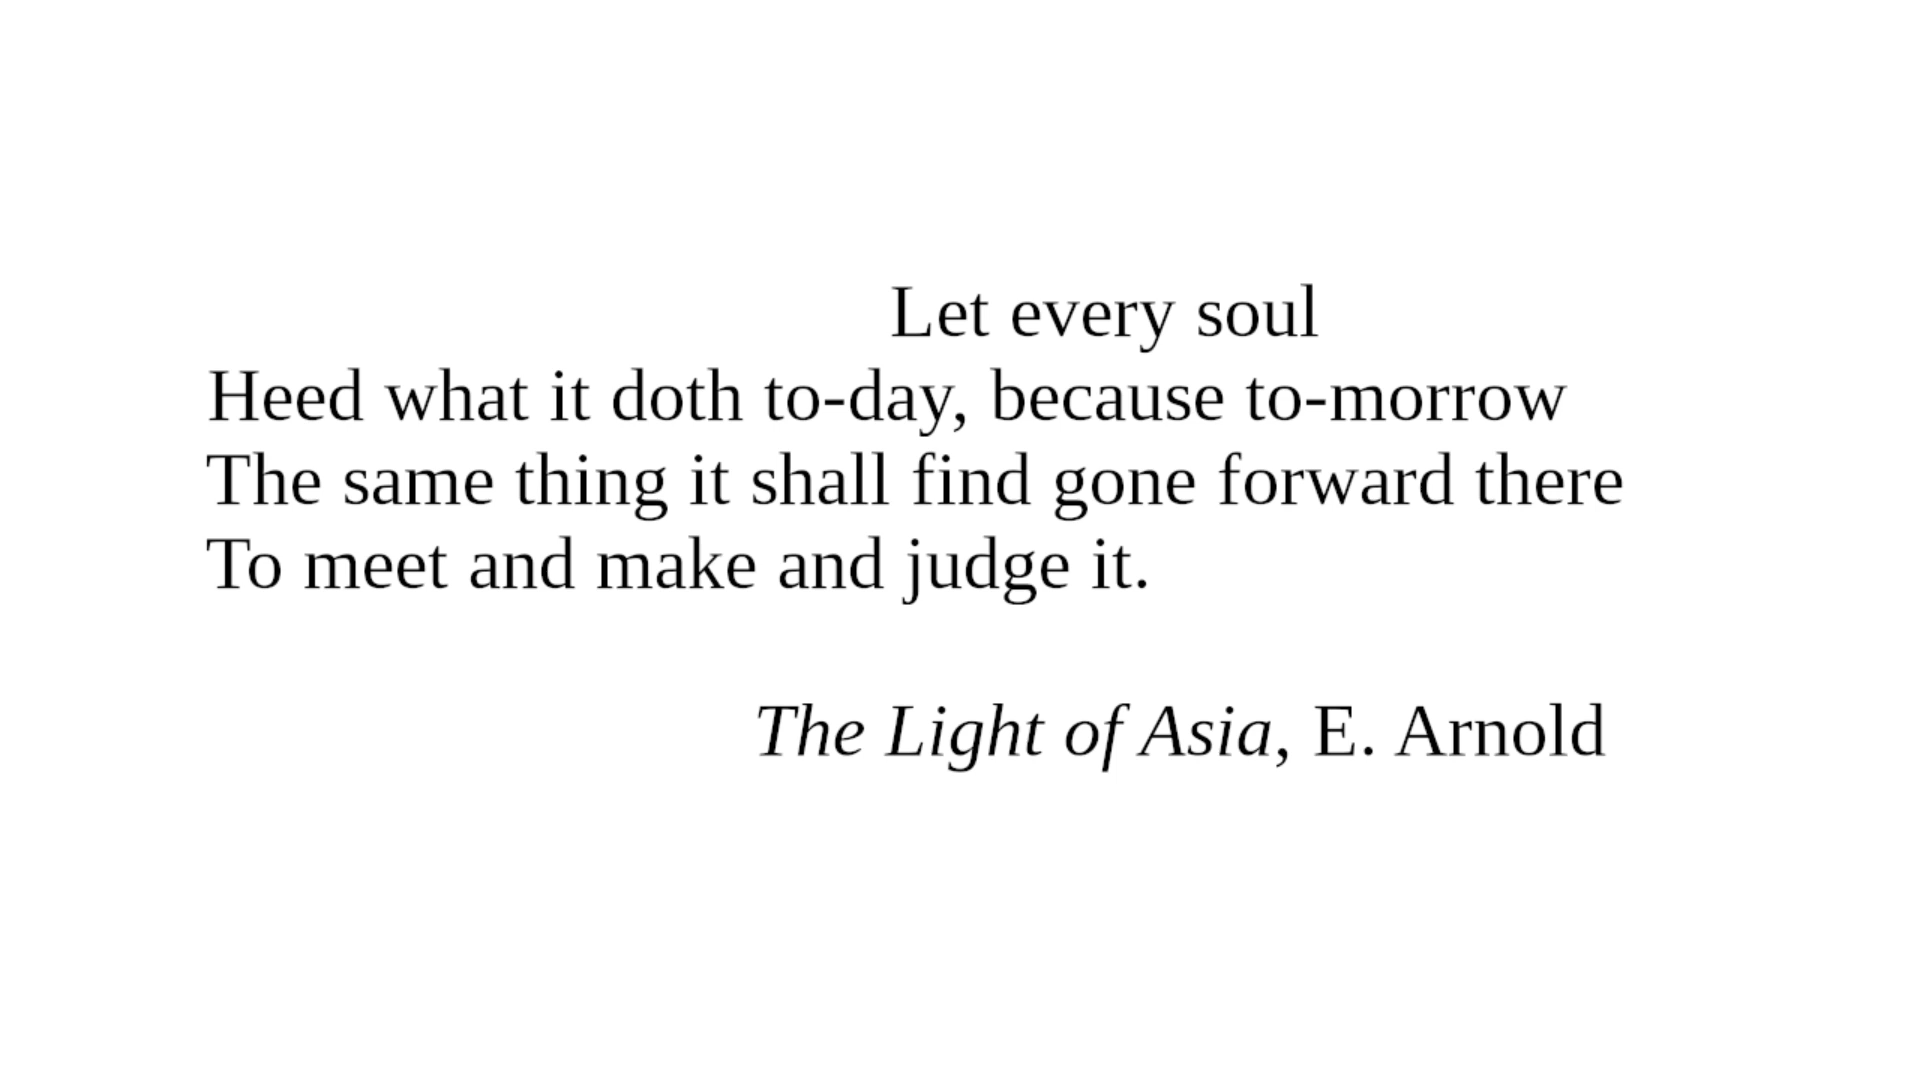 Let every soul
Heed what it doth to-day, because to-morrow
The same thing it shall find gone forward there
To meet and make and judge it.
The Light of Asia, E. Arnold